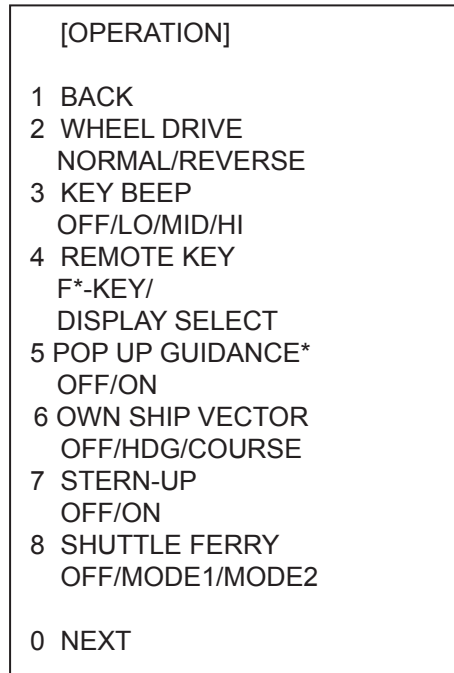 [OPERATION]
1 BACK
2 WHEEL DRIVE
NORMAL/REVERSE
3 KEY BEEP
OFF/LO/MID/HI
4 REMOTE KEY
F*-KEY/
DISPLAY SELECT
5 POP UP GUIDANCE*
OFF/ON
6 OWN SHIP VECTOR
OFF/HDG/COURSE
7 STERN-UP
OFF/ON
8 SHUTTLE FERRY
OFF/MODE1/MODE2
0 NEXT